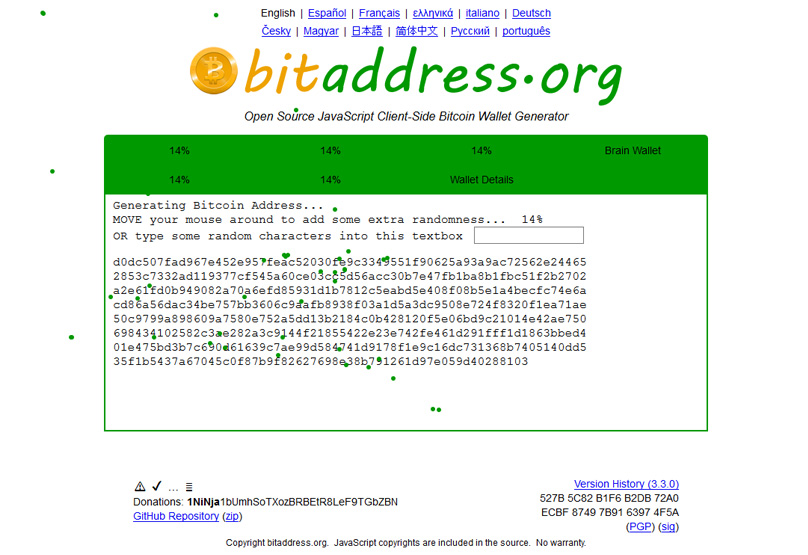 English | Español | Français | ελληνικά | italiano | Deutsch
Česky | Magyar | 日本語 | 简体中文 | Русский | português
bitaddress.org
Open Source JavaScript Client-Side Bitcoin Wallet Generator
14% 14% 14% Brain Wallet
14% 14% Wallet Details
Generating Bitcoin Address...
MOVE your mouse around to add some extra randomness... 14%
OR type some random characters into this textbox
d0dc507fad967e452e957feac52030fe9c3349551f90625a93a9ac72562e24465
2853c7332ad119377cf545a60ce03cc5d56acc30b7e47fb1ba8b1fbc51f2b2702
a2e61fd0b949082a70a6efd85931d1b7812c5eabd5e408f08b5e1a4becfc74e6a
cd86a56dac34be757bb3606c9aafb8938f03a1d5a3dc9508e724f8320f1ea71ae
50c9799a898609a7580e752a5dd13b2184c0b428120f5e06bd9c21014e42ae750
698434102582c3ae282a3c9144f21855422e23e742fe461d291fff1d1863bbed4
01e475bd3b7c690d61639c7ae99d584741d9178f1e9c16dc731368b7405140dd5
35f1b5437a67045c0f87b9f82627698e38b791261d97e059d40288103
Donations: 1NiNja1bUmhSoTXozBRBEtR8LeF9TGbZBN
GitHub Repository (zip)
Version History (3.3.0)
527B 5C82 B1F6 B2DB 72A0
ECBF 8749 7B91 6397 4F5A
(PGP) (sig)
Copyright bitaddress.org. JavaScript copyrights are included in the source. No warranty.